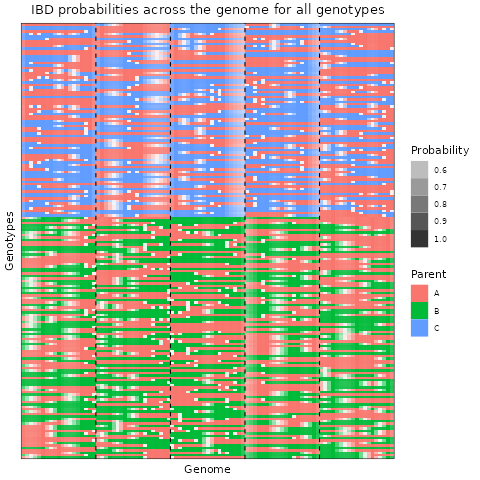 IBD probabilities across the genome for all genotypes
Genotypes
Genome
Probability
0.6
0.7
0.8
0.9
1.0
Parent
A
B
C